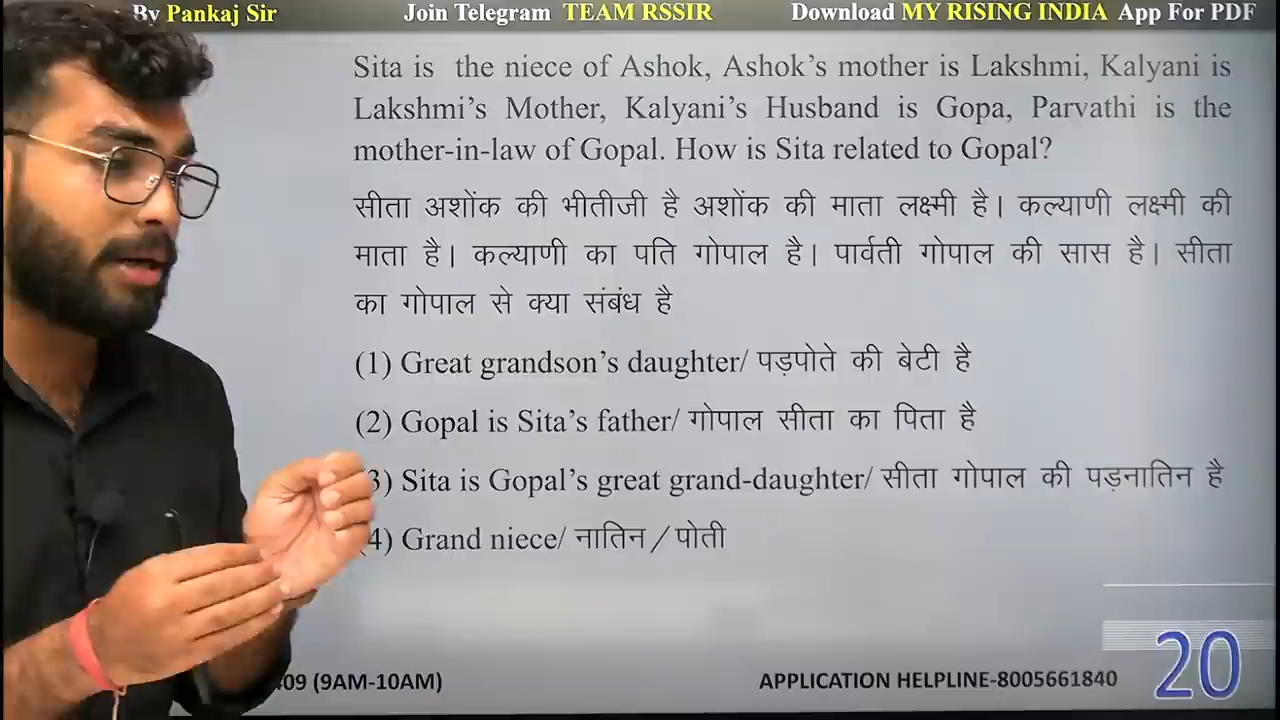 By Pankaj Sir Join Telegram TEAM RSSIR Download MY RISING INDIA App For PDF
Sita is the niece of Ashok, Ashok's mother is Lakshmi, Kalyani is
Lakshmi's Mother, Kalyani's Husband is Gopa, Parvathi is the
mother-in-law of Gopal. How is Sita related to Gopal?
सीता अशोंक की भीतीजी है अशोंक की माता लक्ष्मी है। कल्याणी लक्ष्मी की
माता है। कल्याणी का पति गोपाल है। पार्वती गोपाल की सास है। सीता
का गोपाल से क्या संबंध है
(1) Great grandson's daughter/ पड़पोते की बेटी है
(2) Gopal is Sita's father/ गोपाल सीता का पिता है
3) Sita is Gopal's great grand-daughter/ सीता गोपाल की पड़नातिन है
4) Grand niece/ नातिन/पोती
20
09 (9AM-10AM) APPLICATION HELPLINE-8005661840